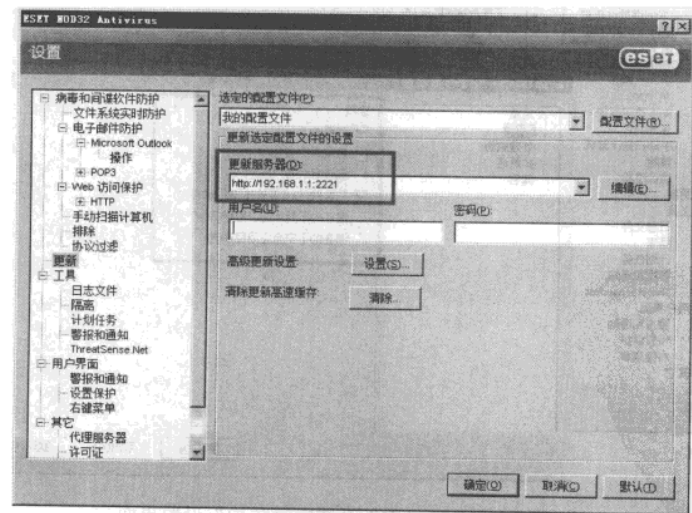 ESET NOD32 Antivirus
设置
eseT
病毒和间谍软件防护
文件系统实时防护
电子邮件防护
Microsoft Outlook
操作
POP3
Web 访问保护
HTTP
手动扫描计算机
排除
协议过滤
更新
工具
日志文件
隔离
计划任务
警报和通知
ThreatSense.Net
用户界面
警报和通知
设置保护
右键菜单
其它
代理服务器
许可证
选定的配置文件(P):
我的配置文件
配置文件(R)...
更新选定配置文件的设置
更新服务器(D):
http://192.168.1.1:2221
编辑(E)...
用户名(U):
密码(P):
高级更新设置:
设置(S)...
清除更新高速缓存:
清除...
确定(O)
取消(C)
默认(T)